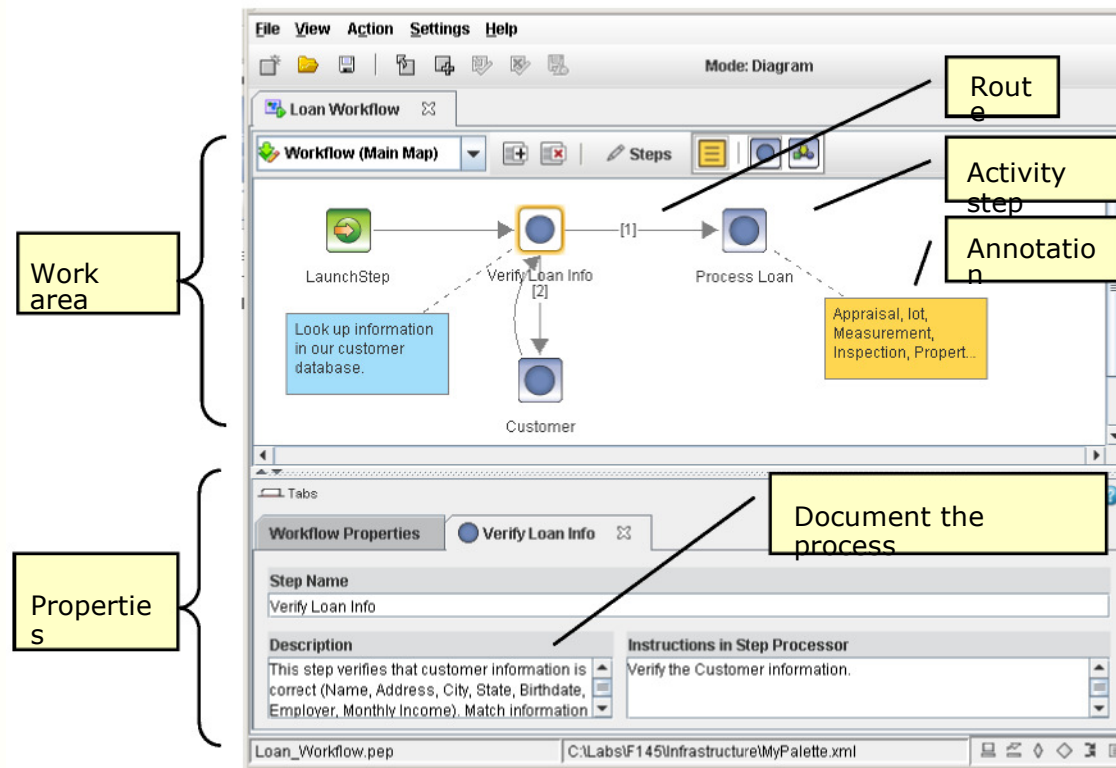 File View Action Settings Help
Mode: Diagram
Rout
e
Loan Workflow
Workflow (Main Map)
Steps
Activity
step
Annotatio
n
Work
area
LaunchStep
Verify Loan Info
[1]
Process Loan
[2]
Look up information
in our customer
database.
Appraisal, lot,
Measurement,
Inspection, Propert...
Customer
Tabs
Document the
process
Workflow Properties
Verify Loan Info
Propertie
s
Step Name
Verify Loan Info
Description
This step verifies that customer information is
correct (Name, Address, City, State, Birthdate,
Employer, Monthly Income). Match information
Instructions in Step Processor
Verify the Customer information.
Loan_Workflow.pep
C:\Labs\F145\Infrastructure\MyPalette.xml